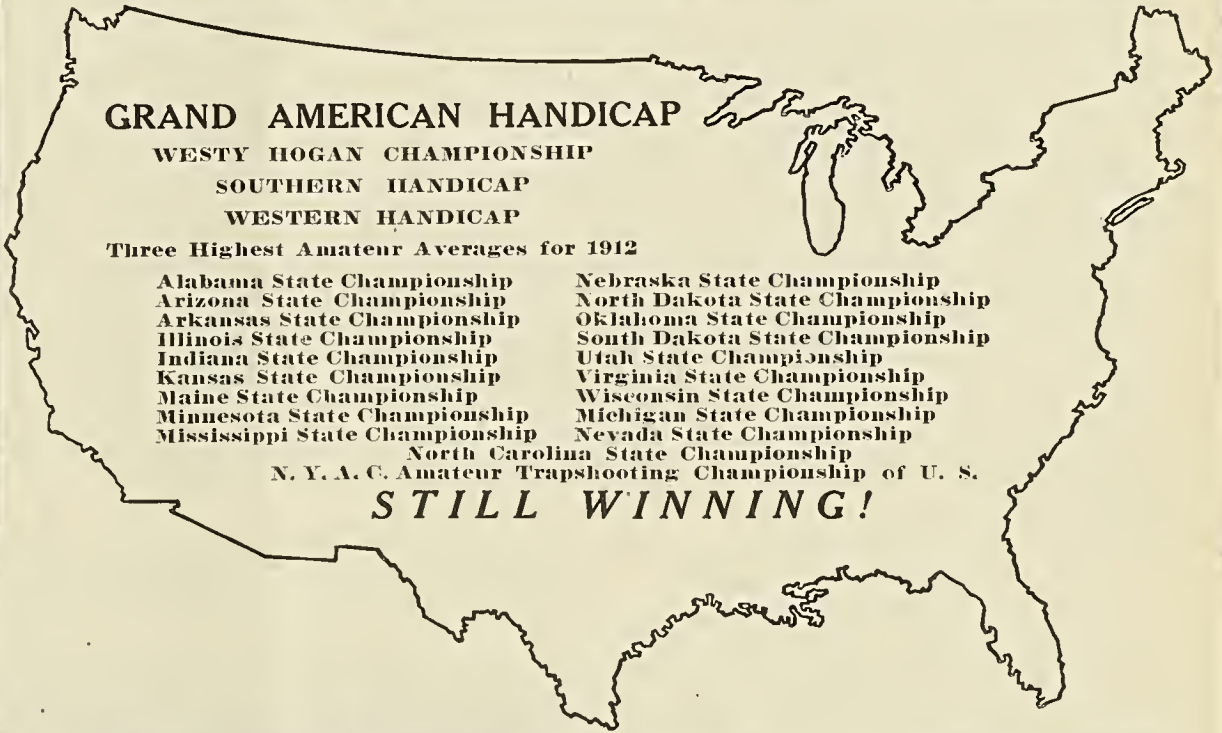 GRAND AMERICAN HANDICAP
WESTY HOGAN CHAMPIONSHIP
SOUTHERN HANDICAP
WESTERN HANDICAP
Three Highest Amateur Averages for 1912
Alabama State Championship
Arizona State Championship
Arkansas State Championship
Illinois State Championship
Indiana State Championship
Kansas State Championship
Maine State Championship
Minnesota State Championship
Mississippi State Championship
Nebraska State Championship
North Dakota State Championship
Oklahoma State Championship
South Dakota State Championship
Utah State Championship
Virginia State Championship
Wisconsin State Championship
Michigan State Championship
Nevada State Championship
North Carolina State Championship
N. Y. A. C. Amateur Trapshooting Championship of U. S.
STILL WINNING!